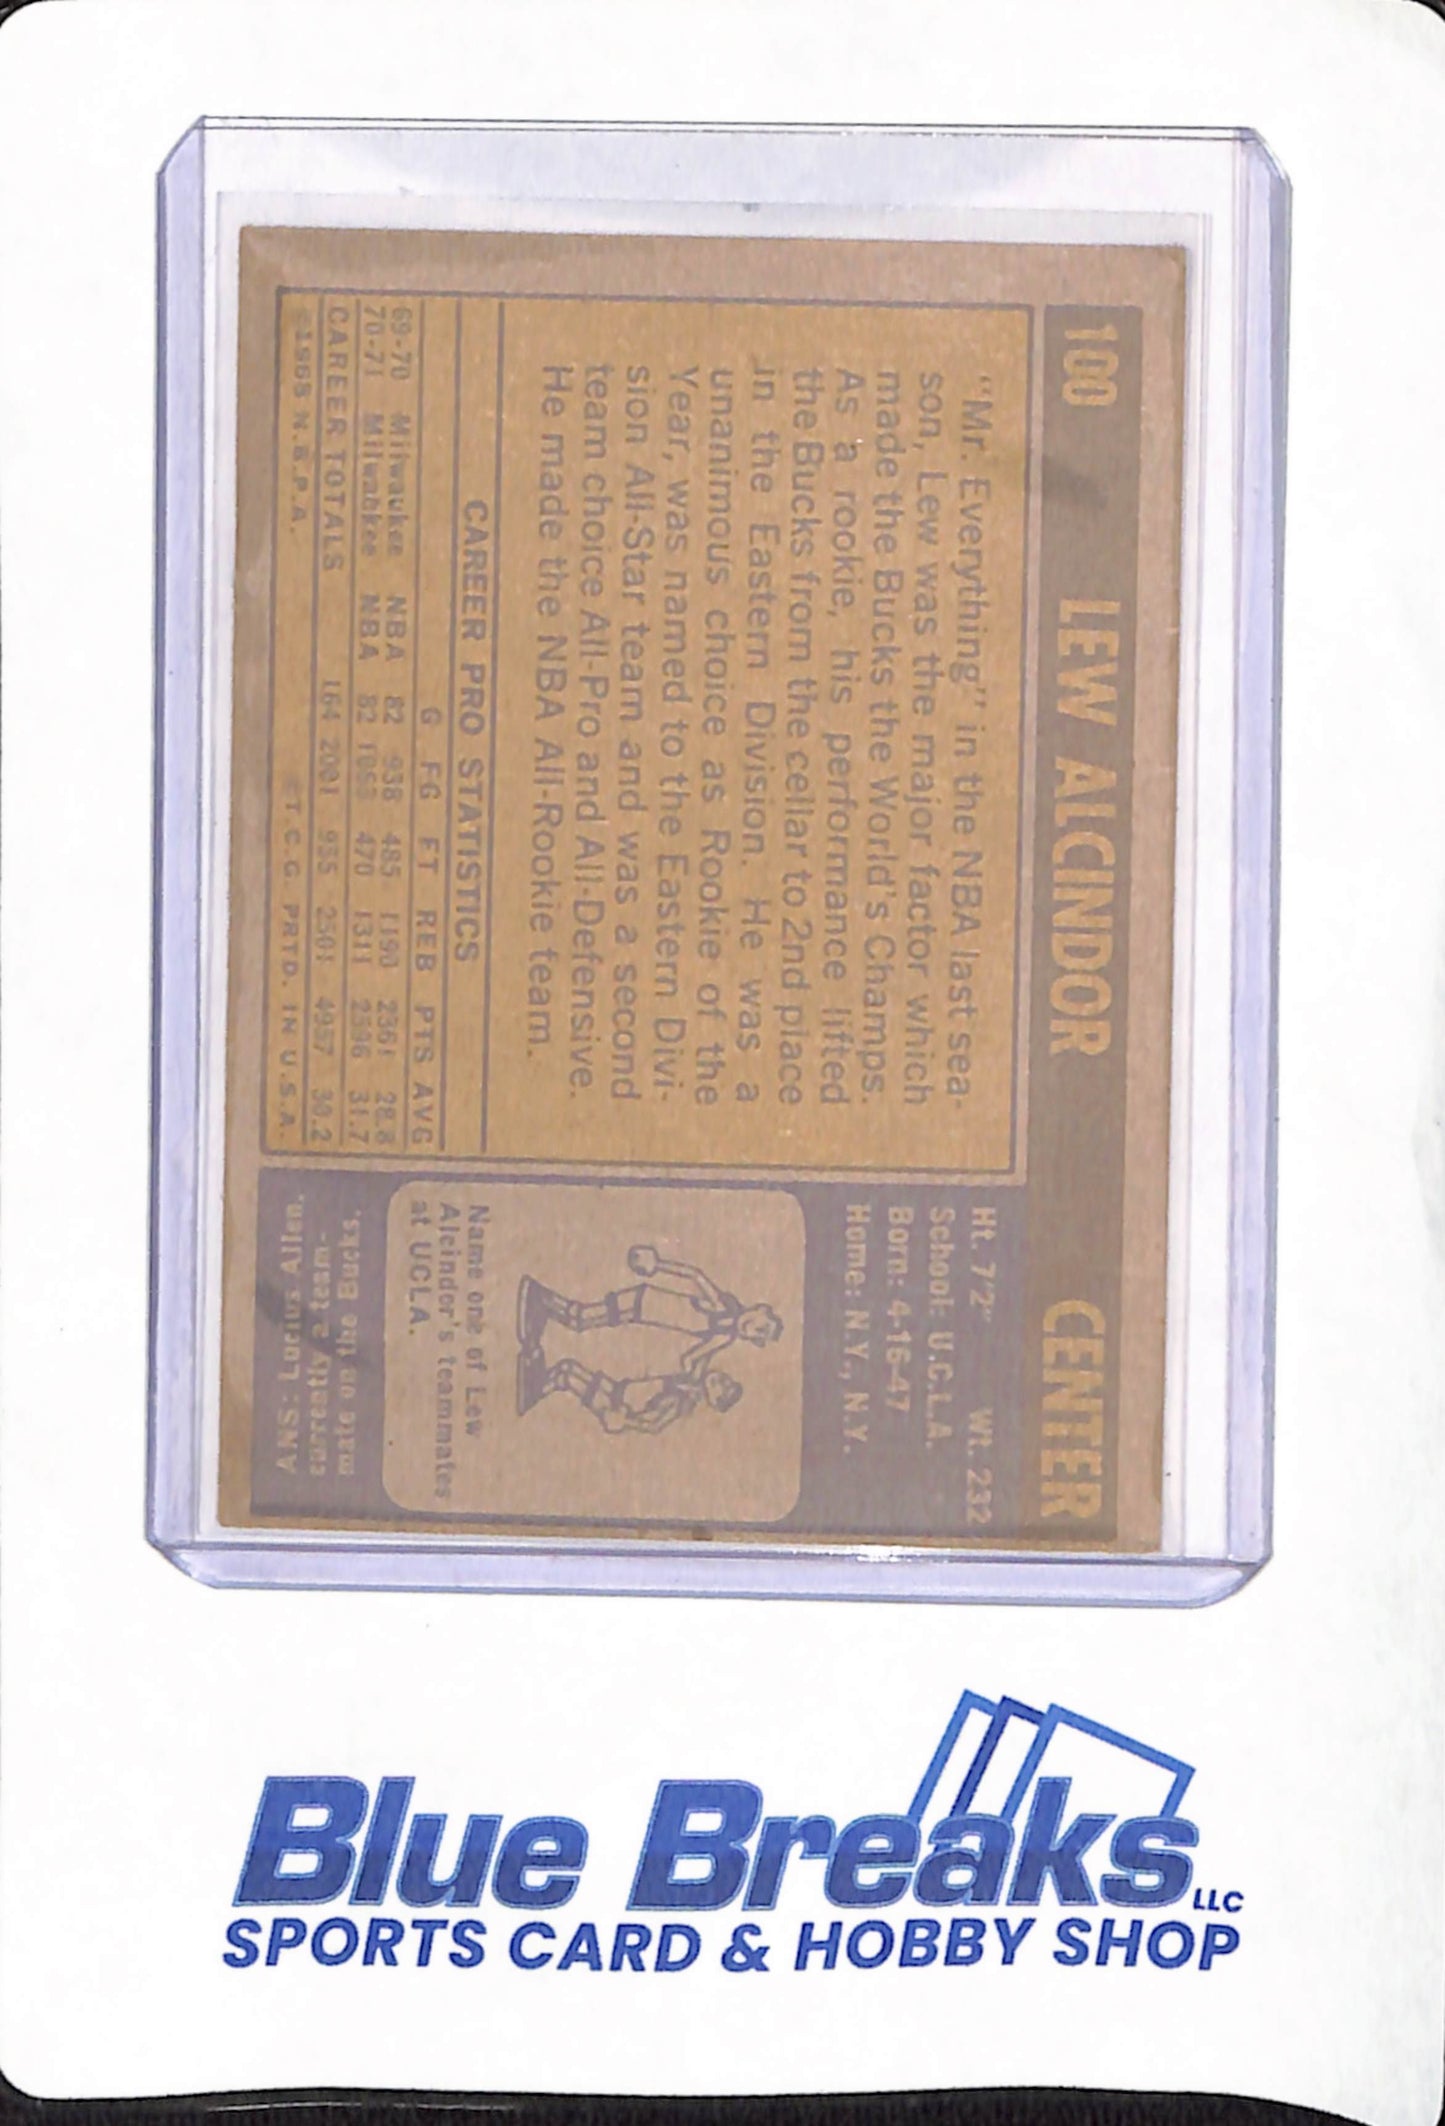 100 LEW ALCINDOR CENTER
"Mr. Everything" in the NBA last sea-
son, Lew was the major factor which
made the Bucks the World's Champs.
As a rookie, his performance lifted
the Bucks from the cellar to 2nd place
in the Eastern Division. He was a
unanimous choice as Rookie of the
Year, was named to the Eastern Divi-
sion All-Star team and was a second
team choice All-Pro and All-Defensive.
He made the NBA All-Rookie team.
CAREER PRO STATISTICS
G FG FT REB PTS AVG
69-70 Milwaukee NBA 82 938 485 1190 2361 28.8
70-71 Milwaukee NBA 82 1063 470 1311 2596 31.7
CAREER TOTALS 164 2001 955 2501 4957 30.2
©1965 N.B.P.A. ©T.C.G. PRTD. IN U.S.A.
Ht. 7'2" Wt. 232
School: U.C.L.A.
Born: 4-16-47
Home: N.Y., N.Y.
Name one of Lew
Alcindor's teammates
at UCLA.
ANS: Lucius Allen.
currently a team-
mate on the Bucks.
Blue Breaks LLC
SPORTS CARD & HOBBY SHOP